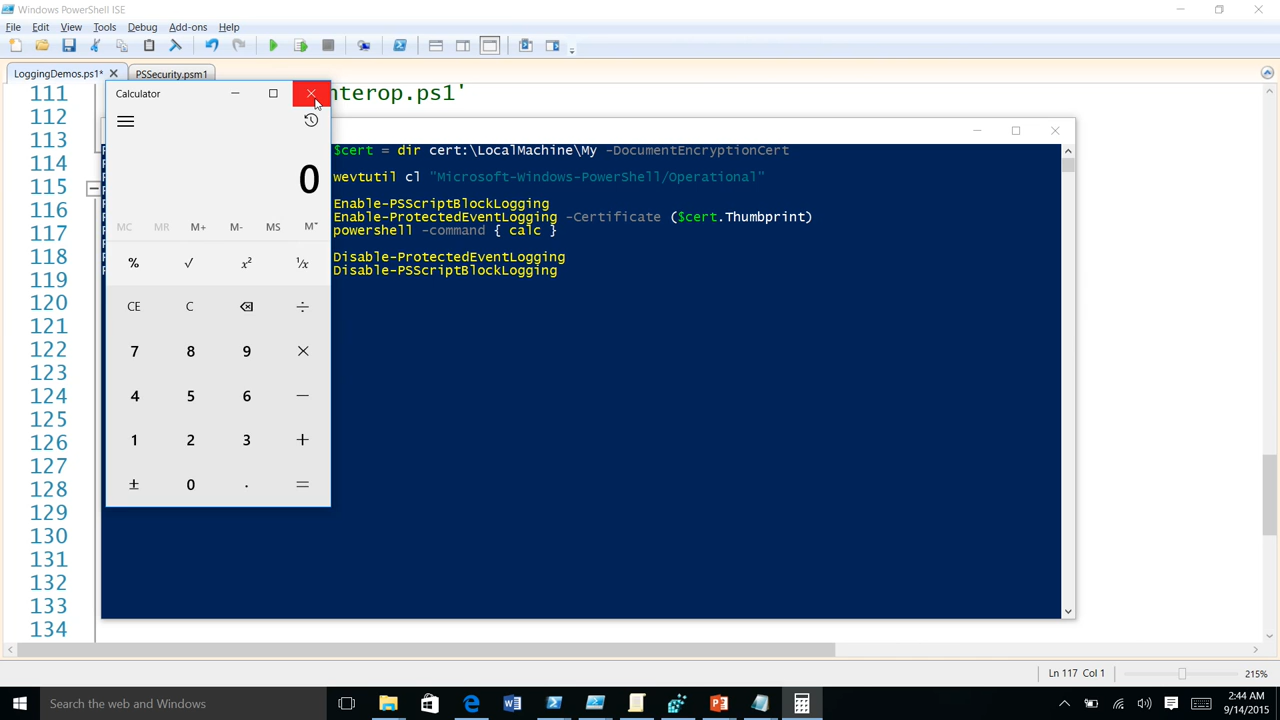 Windows PowerShell ISE
File Edit View Tools Debug Add-ons Help
LoggingDemos.ps1* PSSecurity.psm1
111 nterop.ps1'
112
113
114
115
116
117
118
119
120
121
122
123
124
125
126
127
128
129
130
131
132
133
134
Calculator
0
MC MR M+ M- MS M˅
% √ x² ¹/x
CE C ⌫ ÷
7 8 9 ×
4 5 6 −
1 2 3 +
± 0 . =
$cert = dir cert:\LocalMachine\My -DocumentEncryptionCert
wevtutil cl "Microsoft-Windows-PowerShell/Operational"
Enable-PSScriptBlockLogging
Enable-ProtectedEventLogging -Certificate ($cert.Thumbprint)
powershell -command { calc }
Disable-ProtectedEventLogging
Disable-PSScriptBlockLogging
Ln 117 Col 1 215%
Search the web and Windows
2:44 AM
9/14/2015